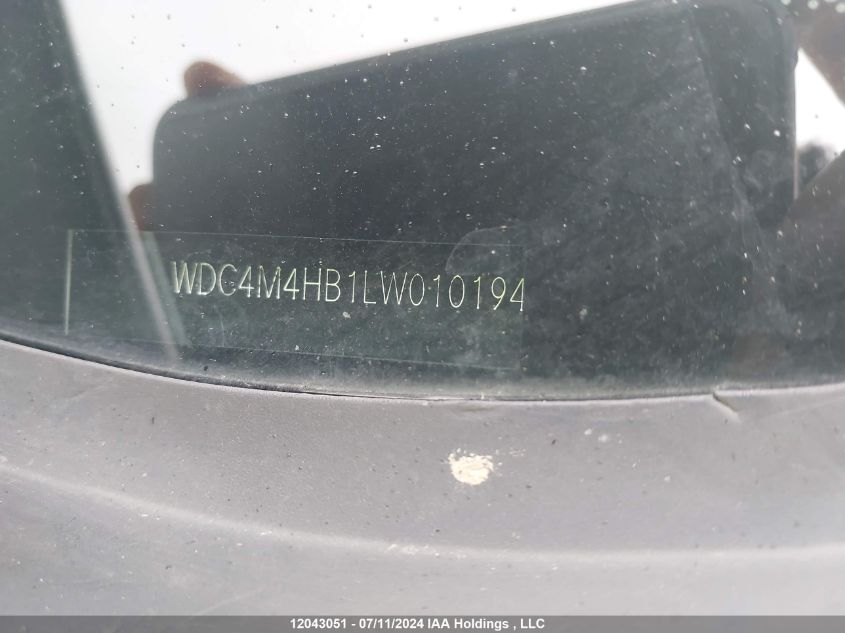 WDC4M4HB1LW010194
12043051 - 07/11/2024 IAA Holdings , LLC